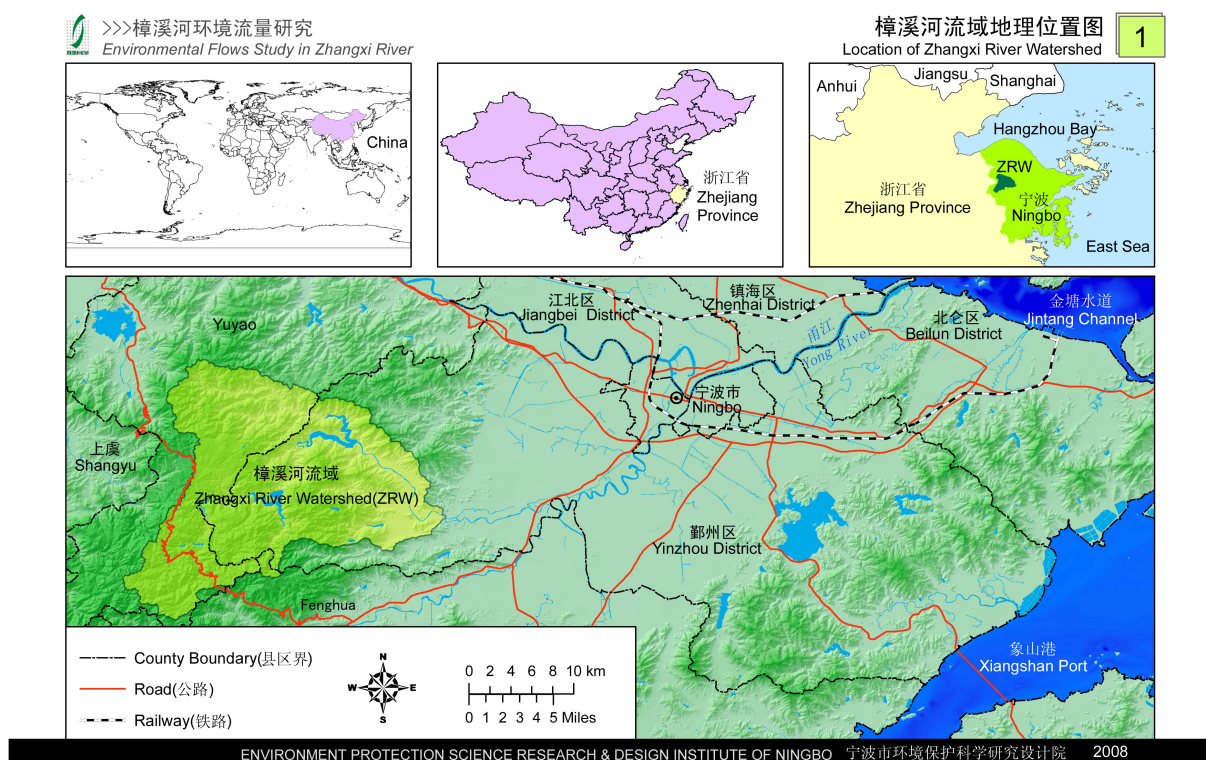 >>>樟溪河环境流量研究
Environmental Flows Study in Zhangxi River
樟溪河流域地理位置图
Location of Zhangxi River Watershed
1
China
浙江省
Zhejiang
Province
Anhui
Jiangsu
Shanghai
Hangzhou Bay
ZRW
浙江省
Zhejiang Province
宁波
Ningbo
East Sea
Yuyao
江北区
Jiangbei District
镇海区
Zhenhai District
金塘水道
Jintang Channel
北仑区
Beilun District
甬江
Yong River
宁波市
Ningbo
上虞
Shangyu
樟溪河流域
Zhangxi River Watershed(ZRW)
鄞州区
Yinzhou District
Fenghua
象山港
Xiangshan Port
County Boundary(县区界)
Road(公路)
Railway(铁路)
N
W E
S
0 2 4 6 8 10 km
0 1 2 3 4 5 Miles
ENVIRONMENT PROTECTION SCIENCE RESEARCH & DESIGN INSTITUTE OF NINGBO 宁波市环境保护科学研究设计院 2008